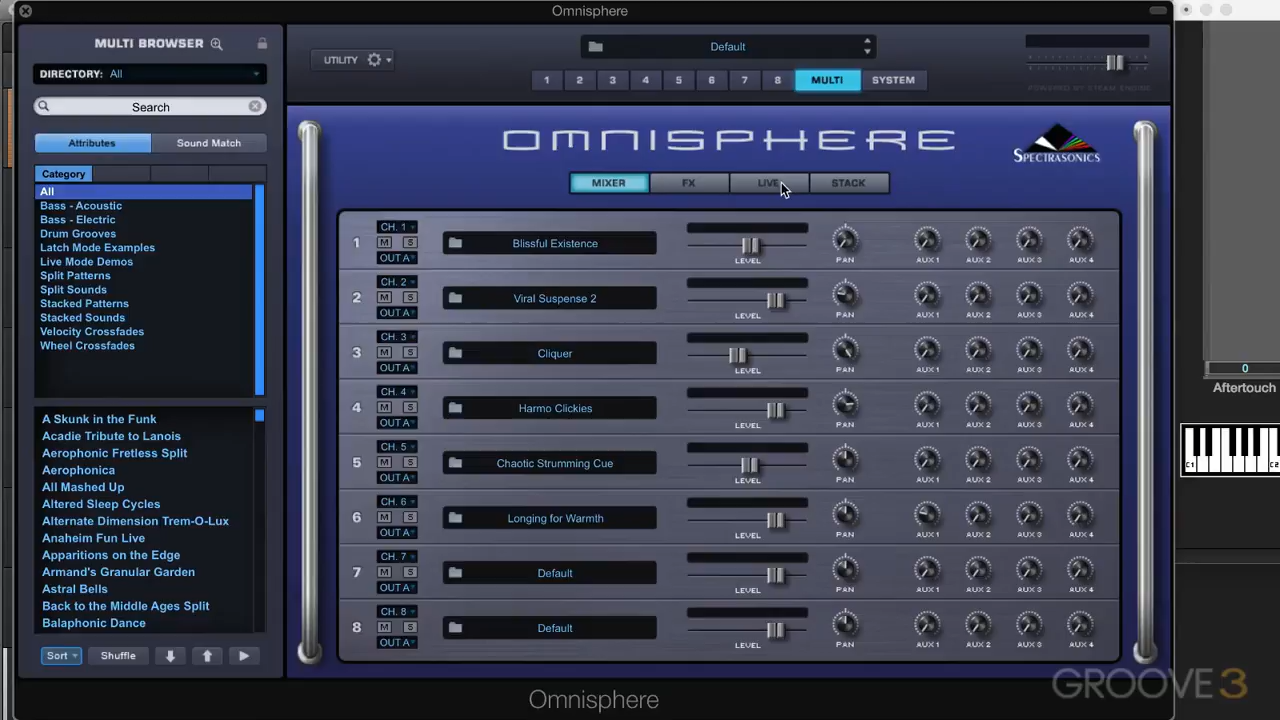 Omnisphere
MULTI BROWSER
DIRECTORY: All
Search
Attributes
Sound Match
Category
All
Bass - Acoustic
Bass - Electric
Drum Grooves
Latch Mode Examples
Live Mode Demos
Split Patterns
Split Sounds
Stacked Patterns
Stacked Sounds
Velocity Crossfades
Wheel Crossfades
A Skunk in the Funk
Acadie Tribute to Lanois
Aerophonic Fretless Split
Aerophonica
All Mashed Up
Altered Sleep Cycles
Alternate Dimension Trem-O-Lux
Anaheim Fun Live
Apparitions on the Edge
Armand's Granular Garden
Astral Bells
Back to the Middle Ages Split
Balaphonic Dance
Sort
Shuffle
UTILITY
Default
1 2 3 4 5 6 7 8 MULTI SYSTEM
POWERED BY STEAM ENGINE
OMNISPHERE
SPECTRASONICS
MIXER FX LIVE STACK
1 CH. 1 M S OUT A Blissful Existence LEVEL PAN AUX 1 AUX 2 AUX 3 AUX 4
2 CH. 2 M S OUT A Viral Suspense 2 LEVEL PAN AUX 1 AUX 2 AUX 3 AUX 4
3 CH. 3 M S OUT A Cliquer LEVEL PAN AUX 1 AUX 2 AUX 3 AUX 4
4 CH. 4 M S OUT A Harmo Clickies LEVEL PAN AUX 1 AUX 2 AUX 3 AUX 4
5 CH. 5 M S OUT A Chaotic Strumming Cue LEVEL PAN AUX 1 AUX 2 AUX 3 AUX 4
6 CH. 6 M S OUT A Longing for Warmth LEVEL PAN AUX 1 AUX 2 AUX 3 AUX 4
7 CH. 7 M S OUT A Default LEVEL PAN AUX 1 AUX 2 AUX 3 AUX 4
8 CH. 8 M S OUT A Default LEVEL PAN AUX 1 AUX 2 AUX 3 AUX 4
0
Aftertouch
C1 C2
Omnisphere
GROOVE 3